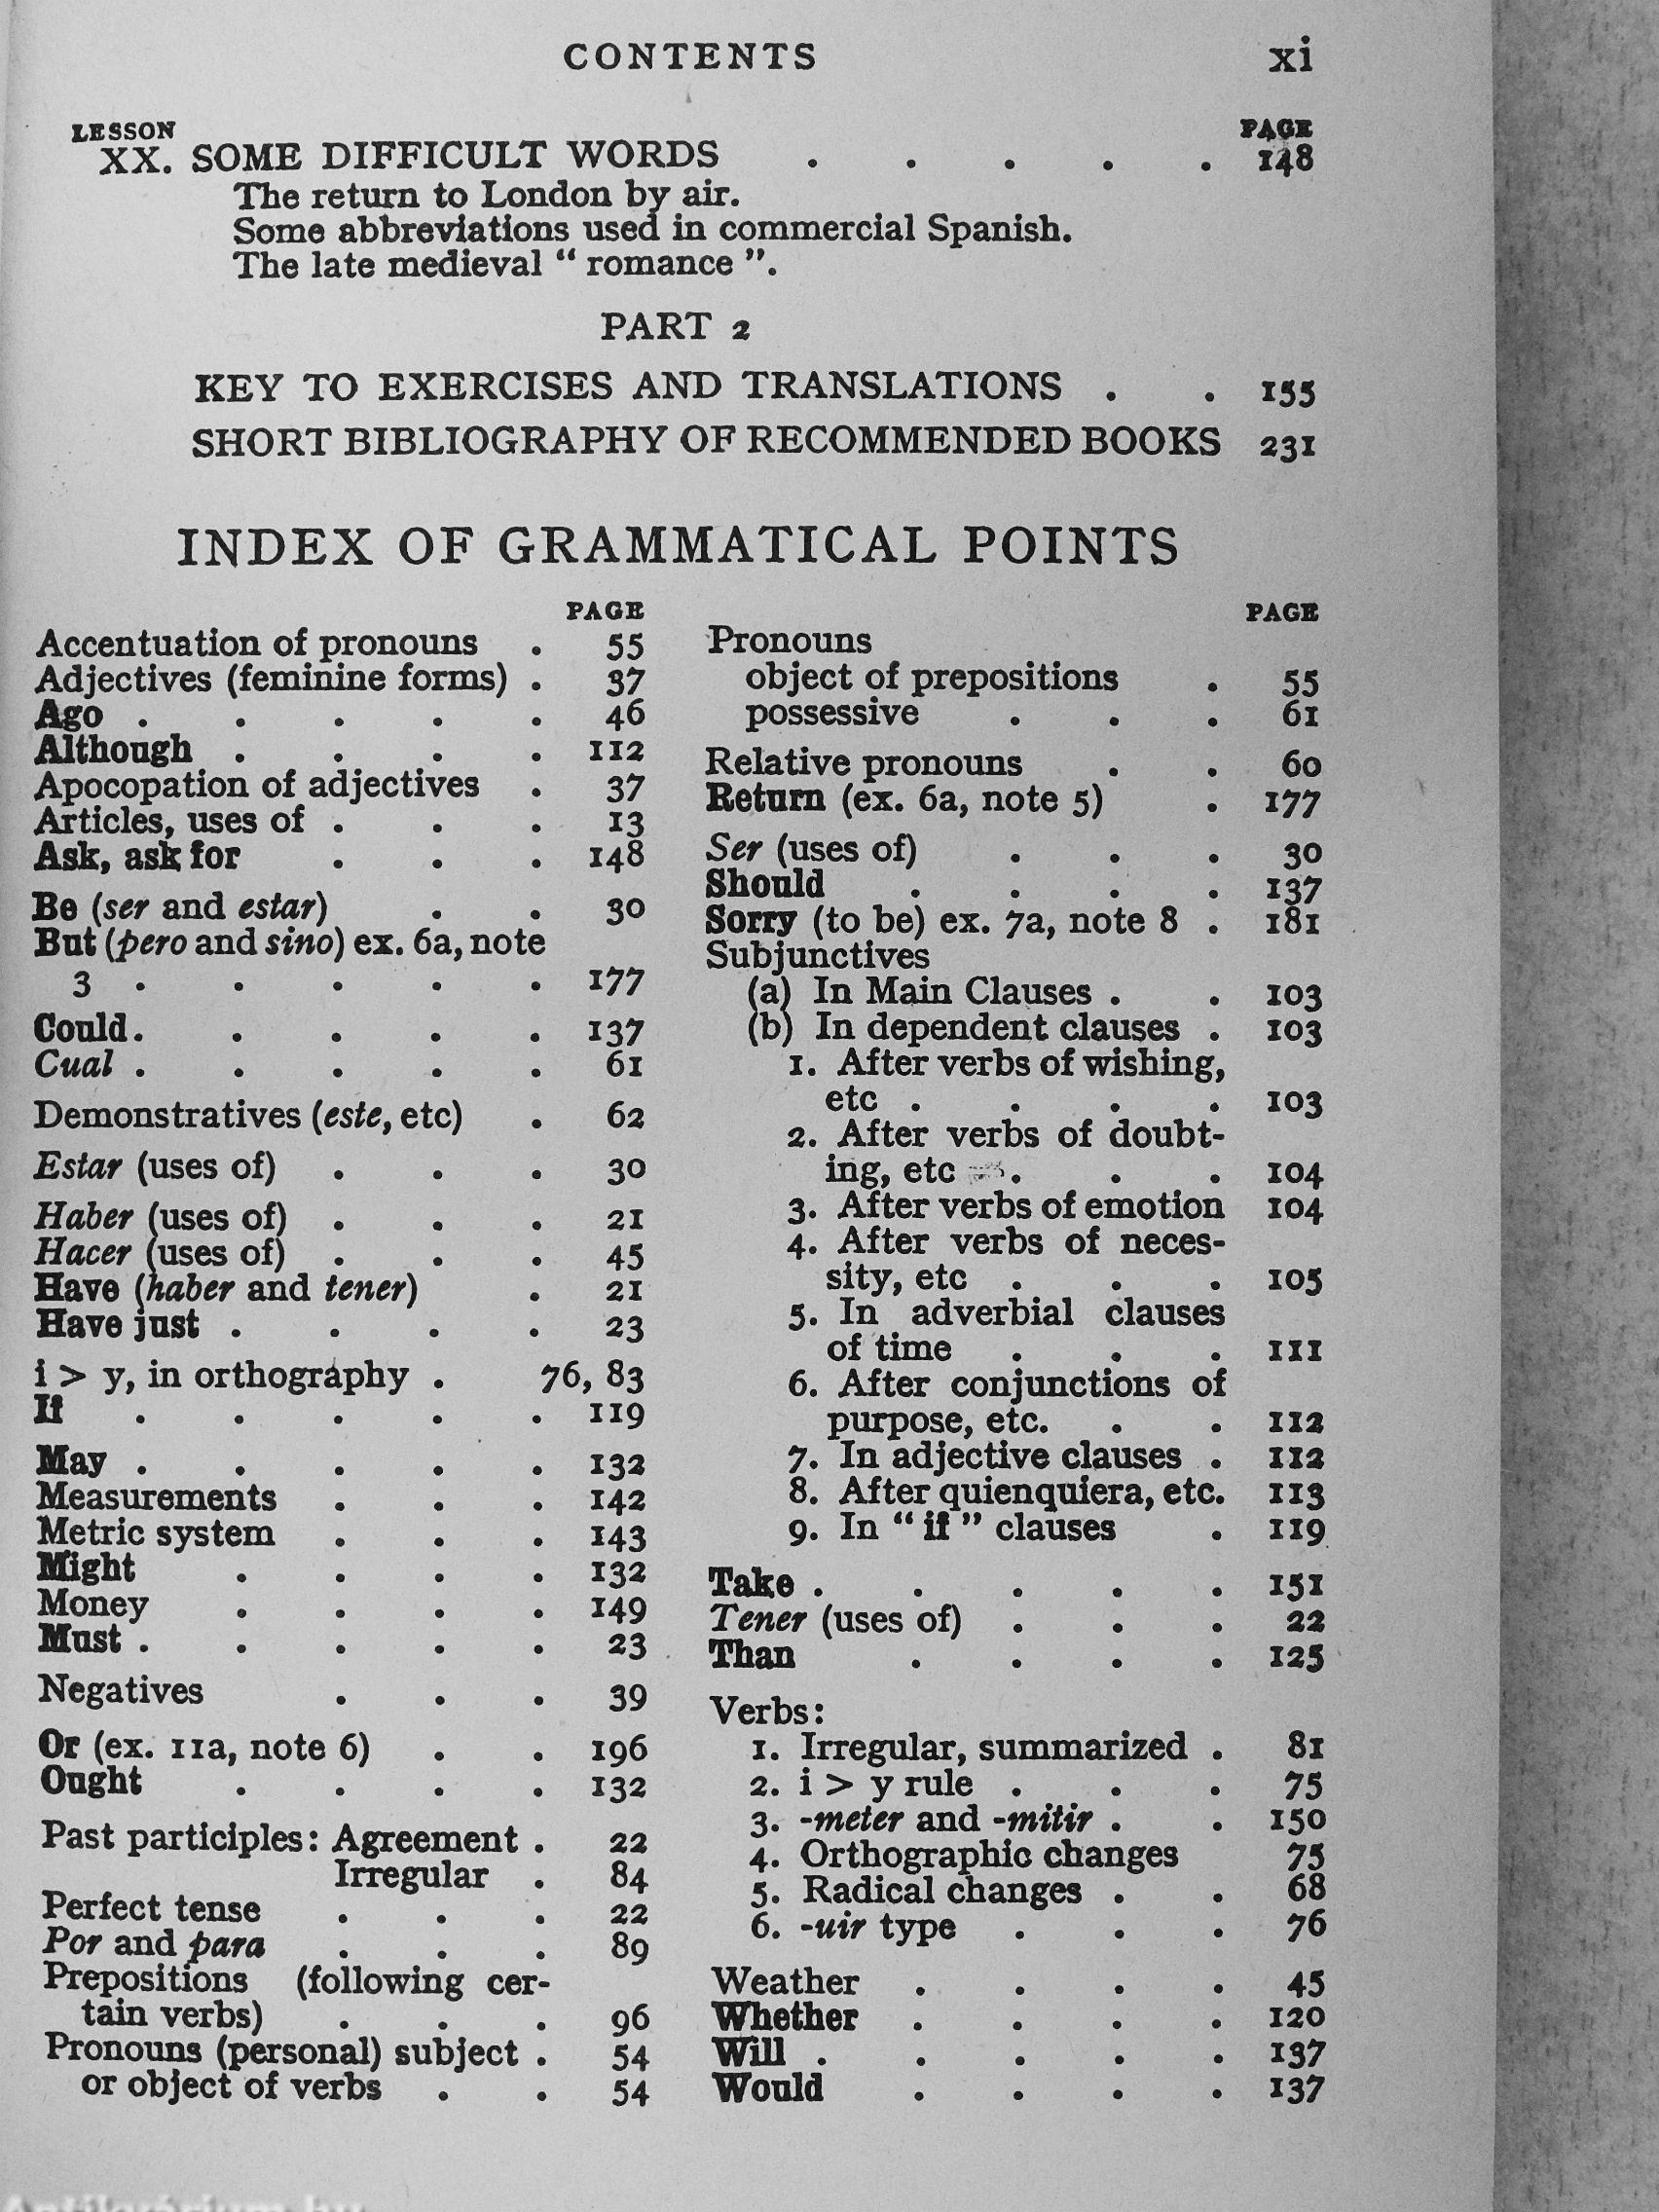 CONTENTS xi
LESSON PAGE
XX. SOME DIFFICULT WORDS . . . . . 148
The return to London by air.
Some abbreviations used in commercial Spanish.
The late medieval “ romance ”.
PART 2
KEY TO EXERCISES AND TRANSLATIONS . . 155
SHORT BIBLIOGRAPHY OF RECOMMENDED BOOKS 231
INDEX OF GRAMMATICAL POINTS
PAGE
Accentuation of pronouns . 55
Adjectives (feminine forms) . 37
Ago . . . . . 46
Although . . . . 112
Apocopation of adjectives . 37
Articles, uses of . . . 13
Ask, ask for . . . 148
Be (ser and estar) . . 30
But (pero and sino) ex. 6a, note
3 . . . . . 177
Could . . . . . 137
Cual . . . . . 61
Demonstratives (este, etc) . 62
Estar (uses of) . . . 30
Haber (uses of) . . . 21
Hacer (uses of) . . . 45
Have (haber and tener) . 21
Have just . . . . 23
i > y, in orthography . 76, 83
If . . . . . 119
May . . . . . 132
Measurements . . . 142
Metric system . . . 143
Might . . . . 132
Money . . . . 149
Must . . . . . 23
Negatives . . . 39
Or (ex. 11a, note 6) . . 196
Ought . . . . 132
Past participles: Agreement . 22
Irregular . 84
Perfect tense . . . 22
Por and para . . . 89
Prepositions (following cer-
tain verbs) . . . 96
Pronouns (personal) subject . 54
or object of verbs . . 54
PAGE
Pronouns
object of prepositions . 55
possessive . . . 61
Relative pronouns . . 60
Return (ex. 6a, note 5) . 177
Ser (uses of) . . . 30
Should . . . . 137
Sorry (to be) ex. 7a, note 8 . 181
Subjunctives
(a) In Main Clauses . . 103
(b) In dependent clauses . 103
1. After verbs of wishing,
etc . . . . 103
2. After verbs of doubt-
ing, etc . . . 104
3. After verbs of emotion 104
4. After verbs of neces-
sity, etc . . . 105
5. In adverbial clauses
of time . . . 111
6. After conjunctions of
purpose, etc. . . 112
7. In adjective clauses . 112
8. After quienquiera, etc. 113
9. In “ if ” clauses . 119
Take . . . . . 151
Tener (uses of) . . . 22
Than . . . . 125
Verbs:
1. Irregular, summarized . 81
2. i > y rule . . . 75
3. -meter and -mitir . . 150
4. Orthographic changes 75
5. Radical changes . . 68
6. -uir type . . . 76
Weather . . . . 45
Whether . . . . 120
Will . . . . . 137
Would . . . . 137